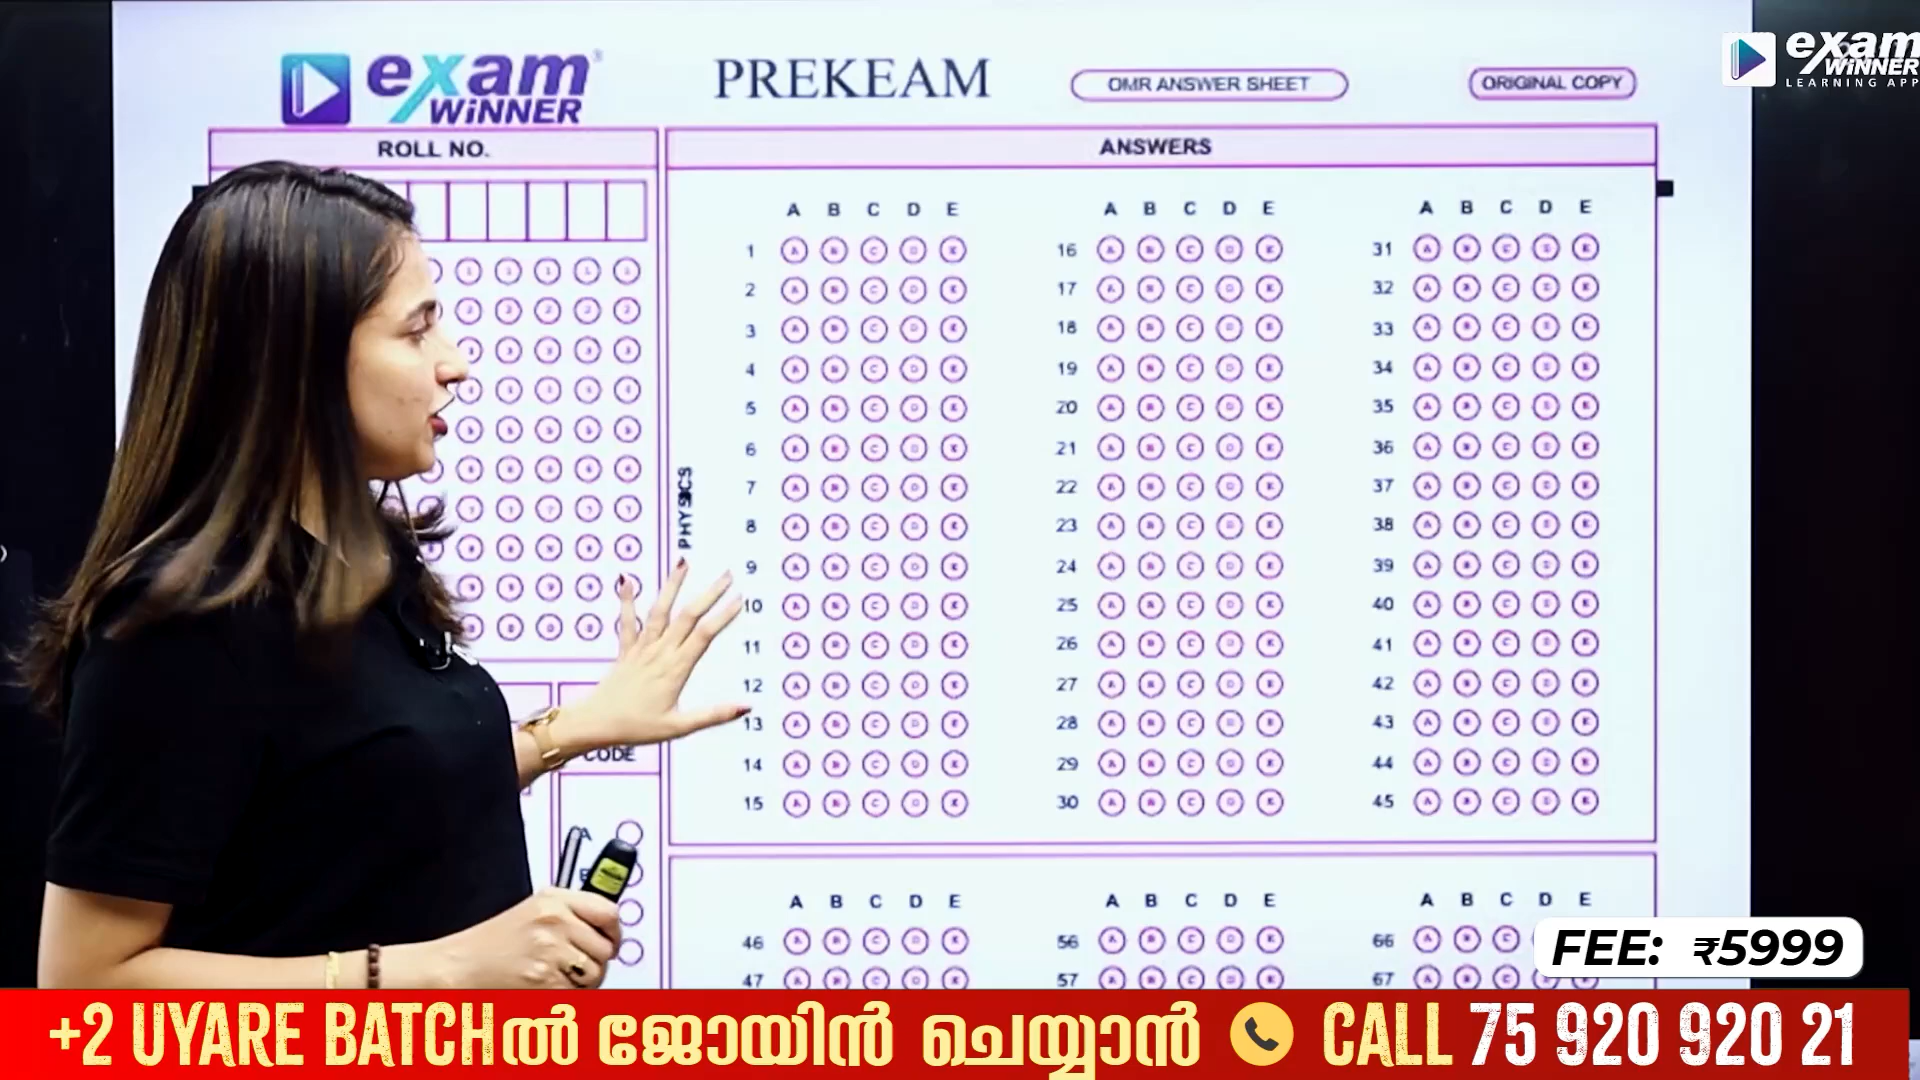 exam WiNNER
PREKEAM
OMR ANSWER SHEET
ORIGINAL COPY
exam WiNNER
LEARNING APP
ROLL NO.
ANSWERS
PHYSICS
A B C D E A B C D E A B C D E
1 A B C D E 16 A B C D E 31 A B C D E
2 A B C D E 17 A B C D E 32 A B C D E
3 A B C D E 18 A B C D E 33 A B C D E
4 A B C D E 19 A B C D E 34 A B C D E
5 A B C D E 20 A B C D E 35 A B C D E
6 A B C D E 21 A B C D E 36 A B C D E
7 A B C D E 22 A B C D E 37 A B C D E
8 A B C D E 23 A B C D E 38 A B C D E
9 A B C D E 24 A B C D E 39 A B C D E
10 A B C D E 25 A B C D E 40 A B C D E
11 A B C D E 26 A B C D E 41 A B C D E
12 A B C D E 27 A B C D E 42 A B C D E
13 A B C D E 28 A B C D E 43 A B C D E
14 A B C D E 29 A B C D E 44 A B C D E
15 A B C D E 30 A B C D E 45 A B C D E
CODE
A
A B C D E A B C D E A B C D E
46 A B C D E 56 A B C D E 66 A B C
47 A B C D E 57 A B C D E 67 A B C
FEE: ₹5999
+2 UYARE BATCHൽ ജോയിൻ ചെയ്യാൻ CALL 75 920 920 21